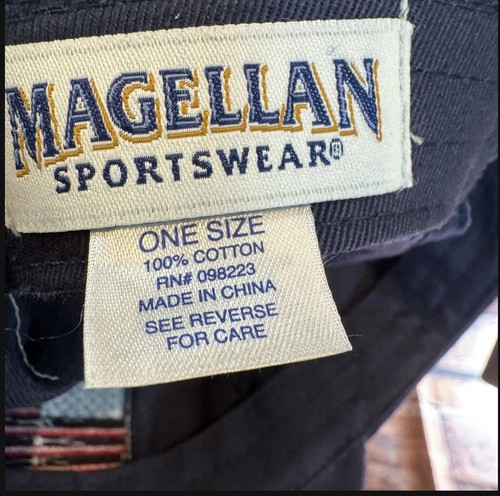 MAGELLAN
SPORTSWEAR®
ONE SIZE
100% COTTON
RN# 098223
MADE IN CHINA
SEE REVERSE
FOR CARE